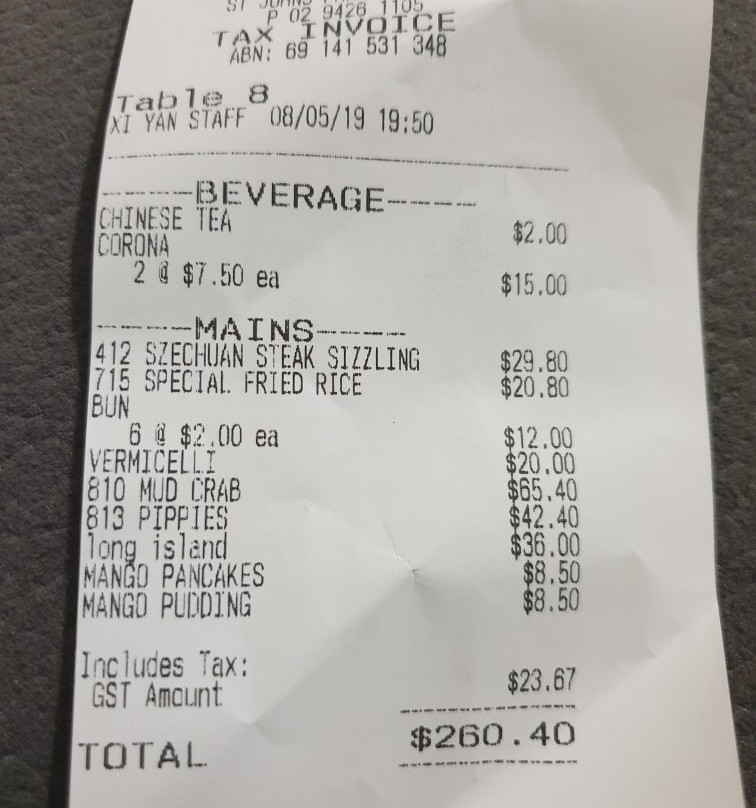 P 02 9426 1105
TAX INVOICE
ABN: 69 141 531 348
Table 8
XI YAN STAFF 08/05/19 19:50
-----BEVERAGE-----
CHINESE TEA $2.00
CORONA
2 @ $7.50 ea $15.00
-----MAINS-----
412 SZECHUAN STEAK SIZZLING $29.80
715 SPECIAL FRIED RICE $20.80
BUN
6 @ $2.00 ea $12.00
VERMICELLI $20.00
810 MUD CRAB $65.40
813 PIPPIES $42.40
long island $36.00
MANGO PANCAKES $8.50
MANGO PUDDING $8.50
Includes Tax:
GST Amount $23.67
TOTAL $260.40